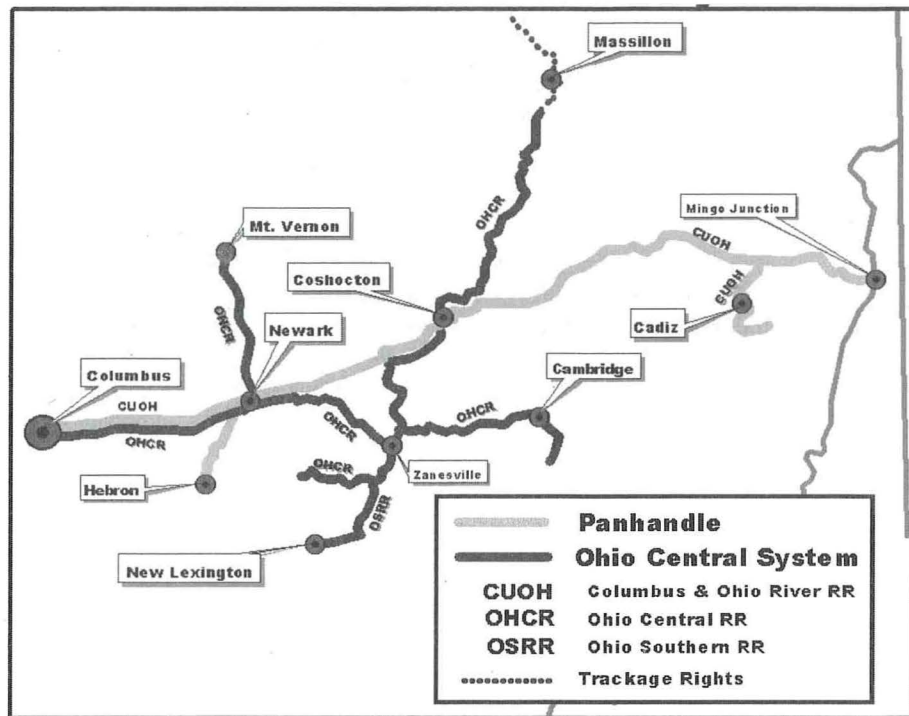 Massillon
OHCR
Mingo Junction
Mt. Vernon
CUOH
Coshocton
CUOH
OHCR
Newark
Cadiz
Columbus
Cambridge
CUOH
OHCR
OHCR
OHCR
OHCR
Zanesville
Hebron
OSRR
New Lexington
Panhandle
Ohio Central System
CUOH Columbus & Ohio River RR
OHCR Ohio Central RR
OSRR Ohio Southern RR
Trackage Rights